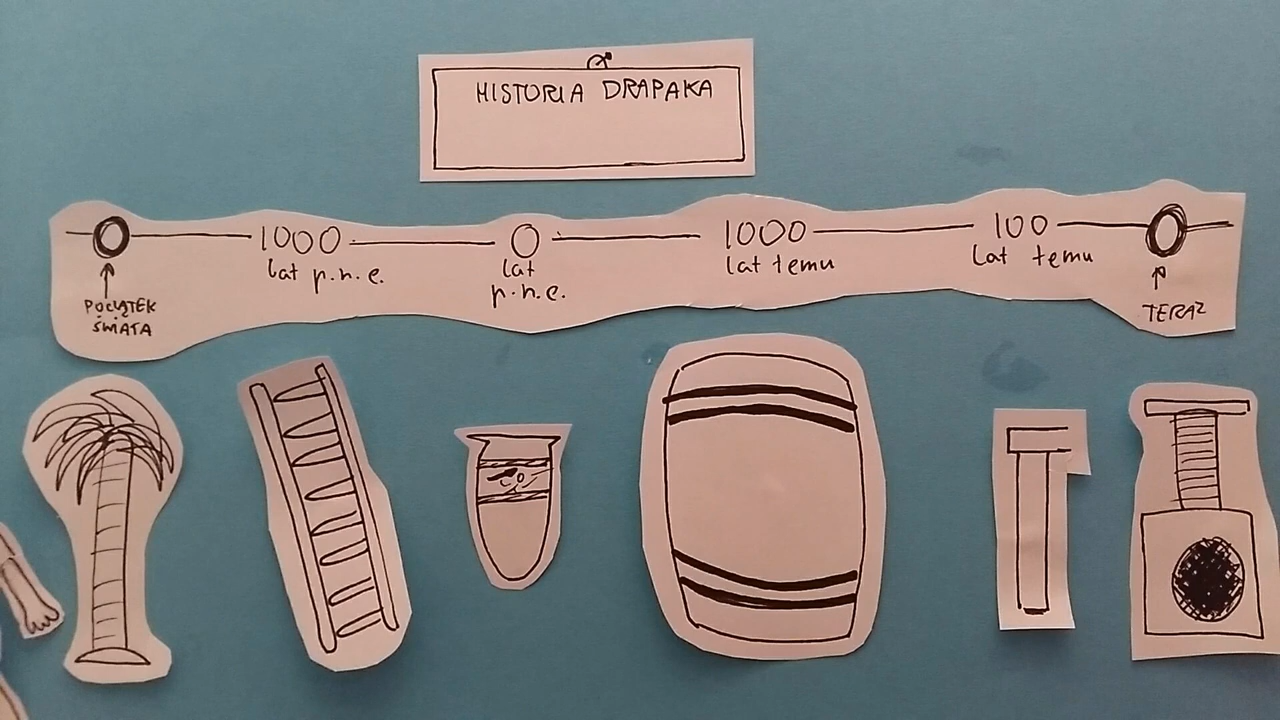 HISTORIA DRAPAKA
1000 0 1000 100
lat p.n.e. lat lat temu lat temu
p.n.e.
POCZĄTEK
ŚWIATA
TERAZ